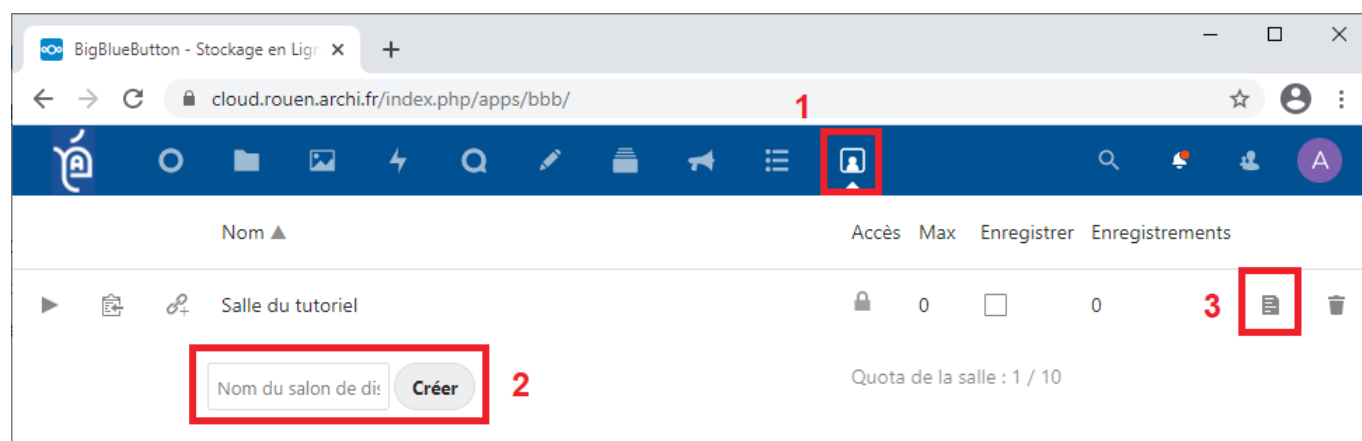 BigBlueButton - Stockage en Lign
cloud.rouen.archi.fr/index.php/apps/bbb/
1
A
Nom ▲ Accès Max Enregistrer Enregistrements
Salle du tutoriel 0 0 3
Nom du salon de dis Créer 2 Quota de la salle : 1 / 10